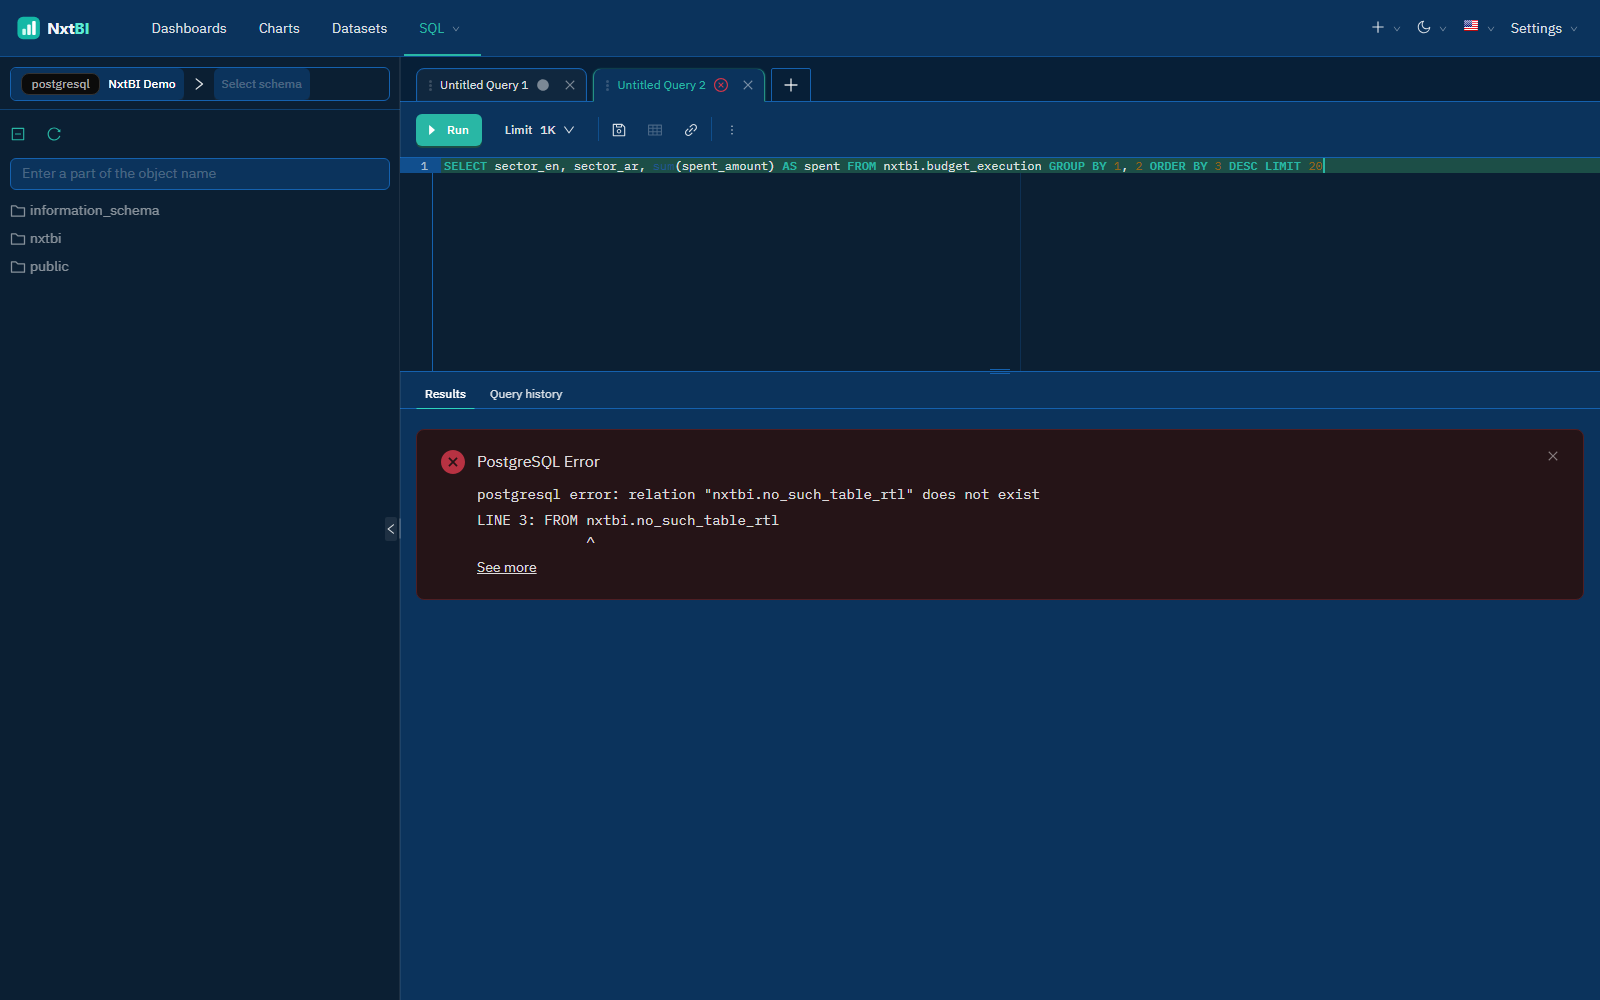 NxtBI
Dashboards
Charts
Datasets
SQL
Settings
postgresql
NxtBI Demo
Select schema
Enter a part of the object name
information_schema
nxtbi
public
Untitled Query 1
Untitled Query 2
Run
Limit 1K
1
SELECT sector_en, sector_ar, sum(spent_amount) AS spent FROM nxtbi.budget_execution GROUP BY 1, 2 ORDER BY 3 DESC LIMIT 20
Results
Query history
PostgreSQL Error
postgresql error: relation "nxtbi.no_such_table_rtl" does not exist
LINE 3: FROM nxtbi.no_such_table_rtl
^
See more